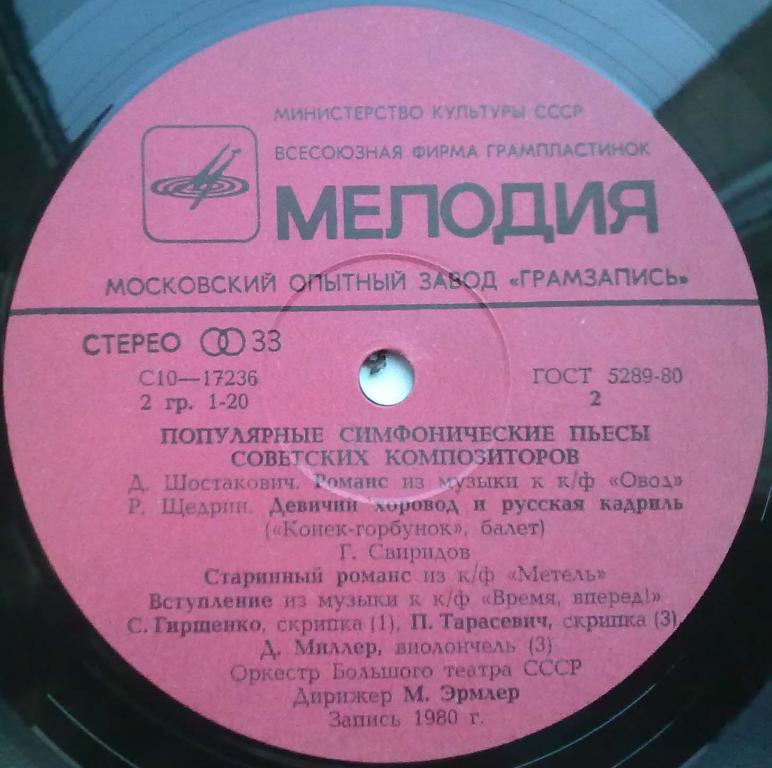 МИНИСТЕРСТВО КУЛЬТУРЫ СССР
ВСЕСОЮЗНАЯ ФИРМА ГРАМПЛАСТИНОК
МЕЛОДИЯ
МОСКОВСКИЙ ОПЫТНЫЙ ЗАВОД «ГРАМЗАПИСЬ»
СТЕРЕО 33
С10—17236 ГОСТ 5289-80
2 гр. 1-20 2
ПОПУЛЯРНЫЕ СИМФОНИЧЕСКИЕ ПЬЕСЫ
СОВЕТСКИХ КОМПОЗИТОРОВ
Д. Шостакович. Романс из музыки к к/ф «Овод»
Р. Щедрин. Девичий хоровод и русская кадриль
(«Конек-горбунок», балет)
Г. Свиридов
Старинный романс из к/ф «Метель»
Вступление из музыки к к/ф «Время, вперед!»
С. Гиршенко, скрипка (1), П. Тарасевич, скрипка (3),
Д. Миллер, виолончель (3)
Оркестр Большого театра СССР
Дирижер М. Эрмлер
Запись 1980 г.